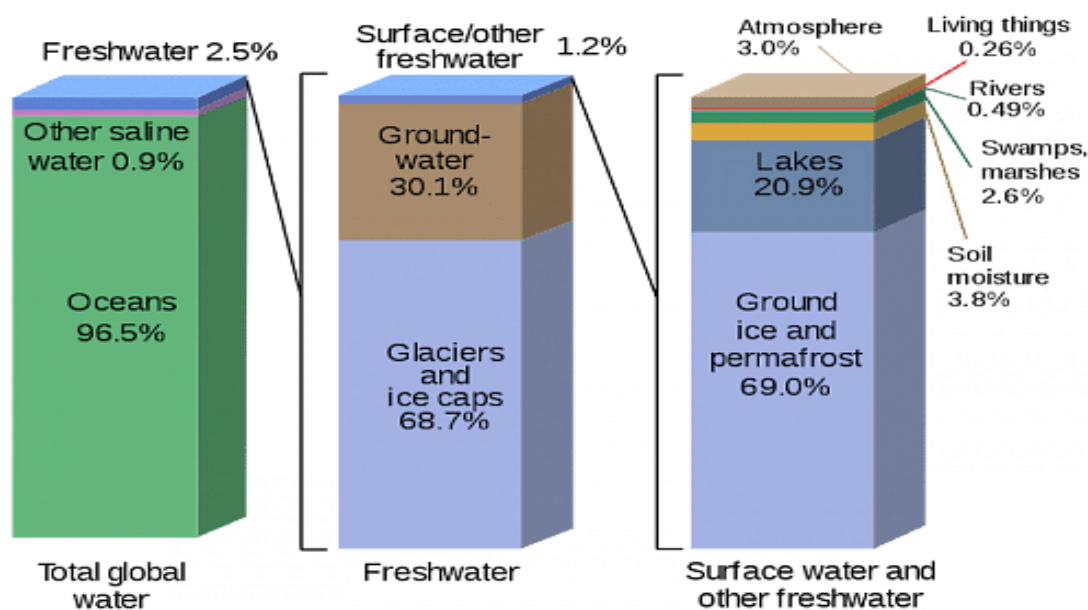 Freshwater 2.5%
Other saline
water 0.9%
Oceans
96.5%
Total global
water
Surface/other
freshwater
1.2%
Ground-
water
30.1%
Glaciers
and
ice caps
68.7%
Freshwater
Atmosphere
3.0%
Living things
0.26%
Rivers
0.49%
Swamps,
marshes
2.6%
Soil
moisture
3.8%
Lakes
20.9%
Ground
ice and
permafrost
69.0%
Surface water and
other freshwater